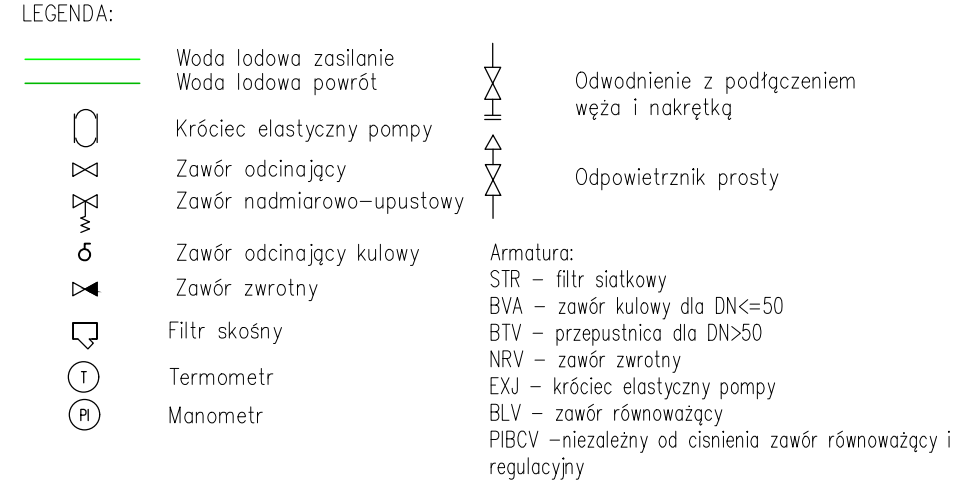 LEGENDA:
Woda lodowa zasilanie
Woda lodowa powrót
Króciec elastyczny pompy
Zawór odcinający
Zawór nadmiarowo-upustowy
Zawór odcinający kulowy
Zawór zwrotny
Filtr skośny
T
Termometr
PI
Manometr
Odwodnienie z podłączeniem
węża i nakrętką
Odpowietrznik prosty
Armatura:
STR - filtr siatkowy
BVA - zawór kulowy dla DN<=50
BTV - przepustnica dla DN>50
NRV - zawór zwrotny
EXJ - króciec elastyczny pompy
BLV - zawór równoważący
PIBCV -niezależny od cisnienia zawór równoważący i
regulacyjny